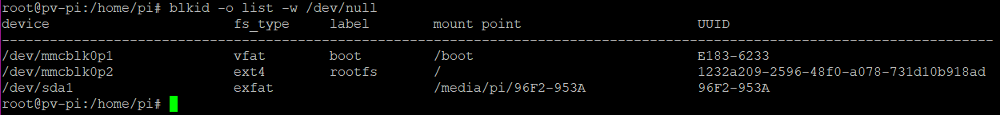 root@pv-pi:/home/pi# blkid -o list -w /dev/null
device fs_type label mount point UUID
--------------------------------------------------------------------------------------------------------------------------
/dev/mmcblk0p1 vfat boot /boot E183-6233
/dev/mmcblk0p2 ext4 rootfs / 1232a209-2596-48f0-a078-731d10b918ad
/dev/sda1 exfat /media/pi/96F2-953A 96F2-953A
root@pv-pi:/home/pi#